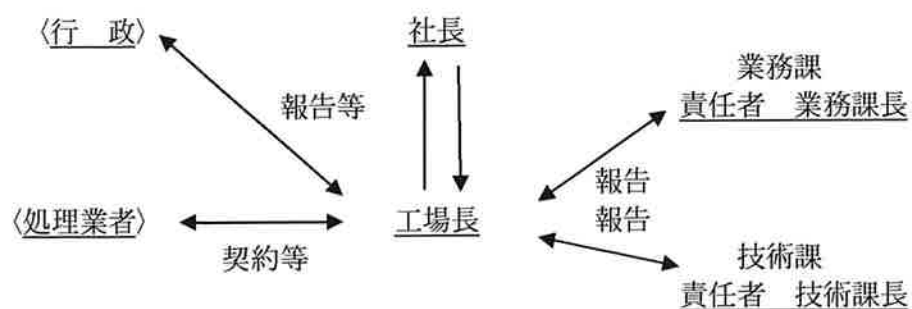 〈行　政〉
社長
業務課
責任者　業務課長
報告等
報告
報告
〈処理業者〉
工場長
契約等
技術課
責任者　技術課長